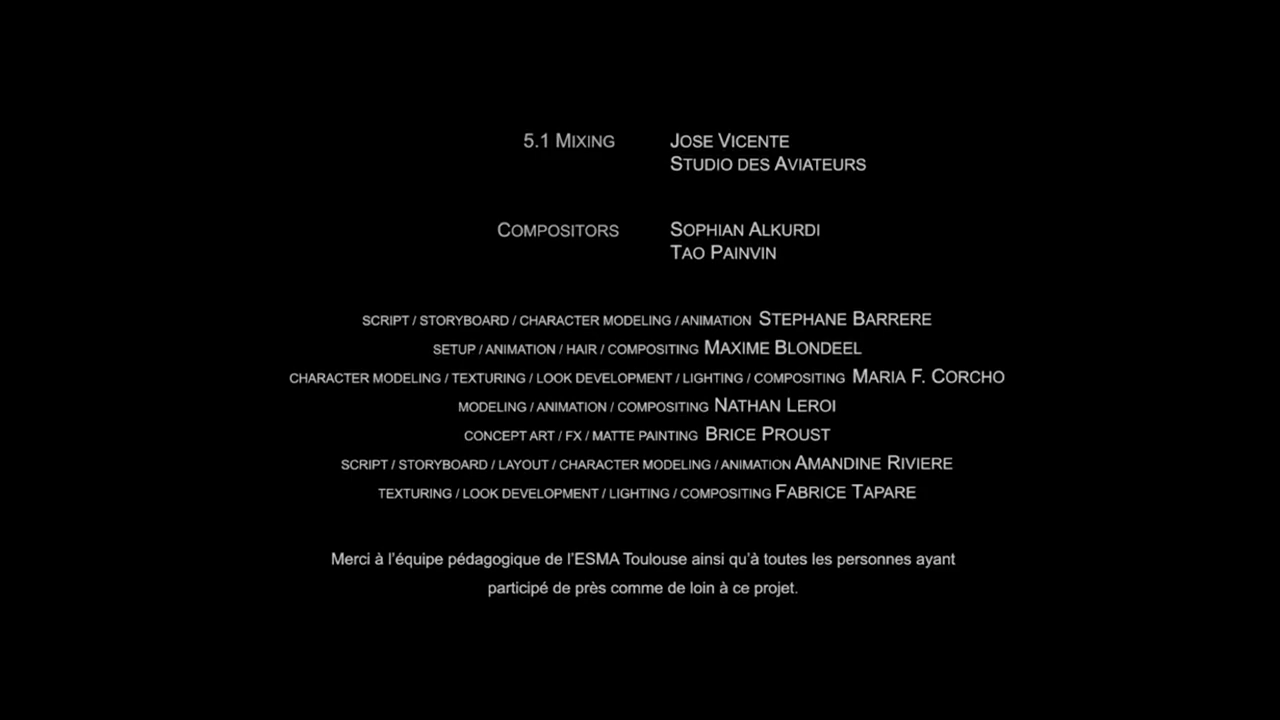 5.1 MIXING JOSE VICENTE
STUDIO DES AVIATEURS
COMPOSITORS SOPHIAN ALKURDI
TAO PAINVIN
SCRIPT / STORYBOARD / CHARACTER MODELING / ANIMATION STEPHANE BARRERE
SETUP / ANIMATION / HAIR / COMPOSITING MAXIME BLONDEEL
CHARACTER MODELING / TEXTURING / LOOK DEVELOPMENT / LIGHTING / COMPOSITING MARIA F. CORCHO
MODELING / ANIMATION / COMPOSITING NATHAN LEROI
CONCEPT ART / FX / MATTE PAINTING BRICE PROUST
SCRIPT / STORYBOARD / LAYOUT / CHARACTER MODELING / ANIMATION AMANDINE RIVIERE
TEXTURING / LOOK DEVELOPMENT / LIGHTING / COMPOSITING FABRICE TAPARE
Merci à l'équipe pédagogique de l'ESMA Toulouse ainsi qu'à toutes les personnes ayant
participé de près comme de loin à ce projet.